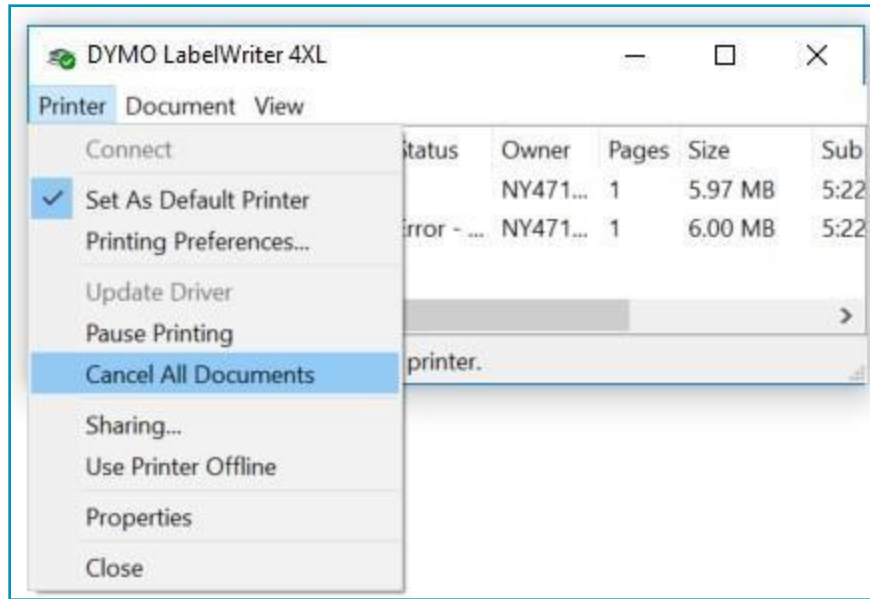 DYMO LabelWriter 4XL
Printer Document View
Connect
Set As Default Printer
Printing Preferences...
Update Driver
Pause Printing
Cancel All Documents
Sharing...
Use Printer Offline
Properties
Close
tatus Owner Pages Size Sub
NY471... 1 5.97 MB 5:22
rror - ... NY471... 1 6.00 MB 5:22
printer.